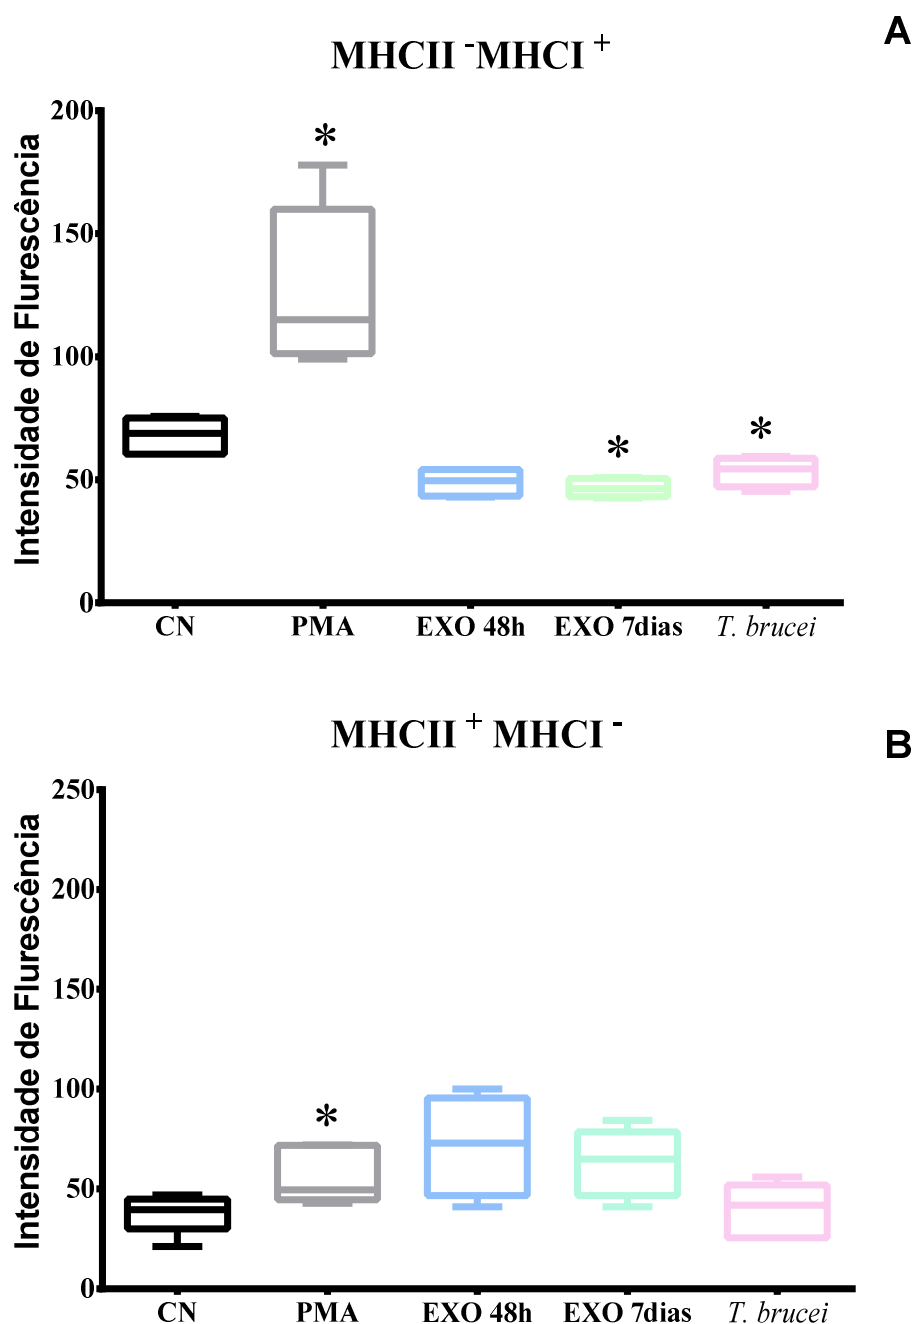 A
MHCII -MHCI +
Intensidade de Flurescência
200
150
100
50
0
*
*
*
CN PMA EXO 48h EXO 7dias T. brucei
MHCII + MHCI -
B
Intensidade de Flurescência
250
200
150
100
50
0
*
CN PMA EXO 48h EXO 7dias T. brucei